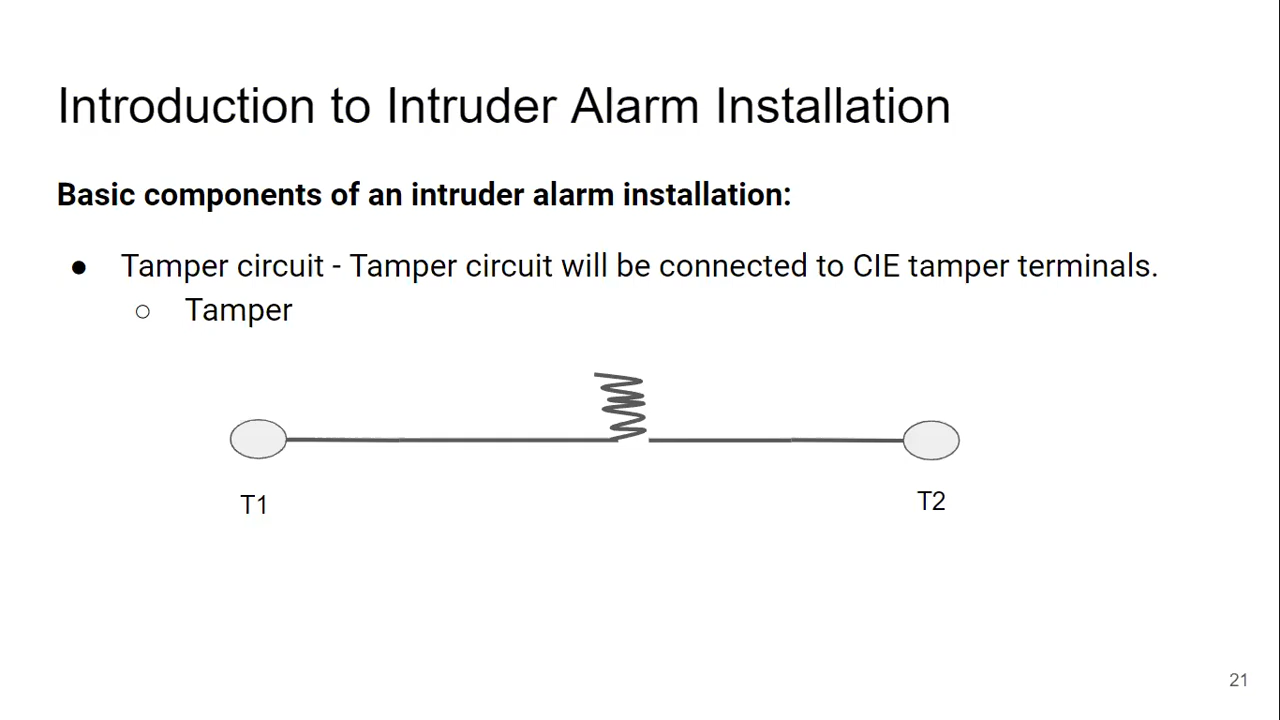 Introduction to Intruder Alarm Installation
Basic components of an intruder alarm installation:
● Tamper circuit - Tamper circuit will be connected to CIE tamper terminals.
○ Tamper
T1
T2
21